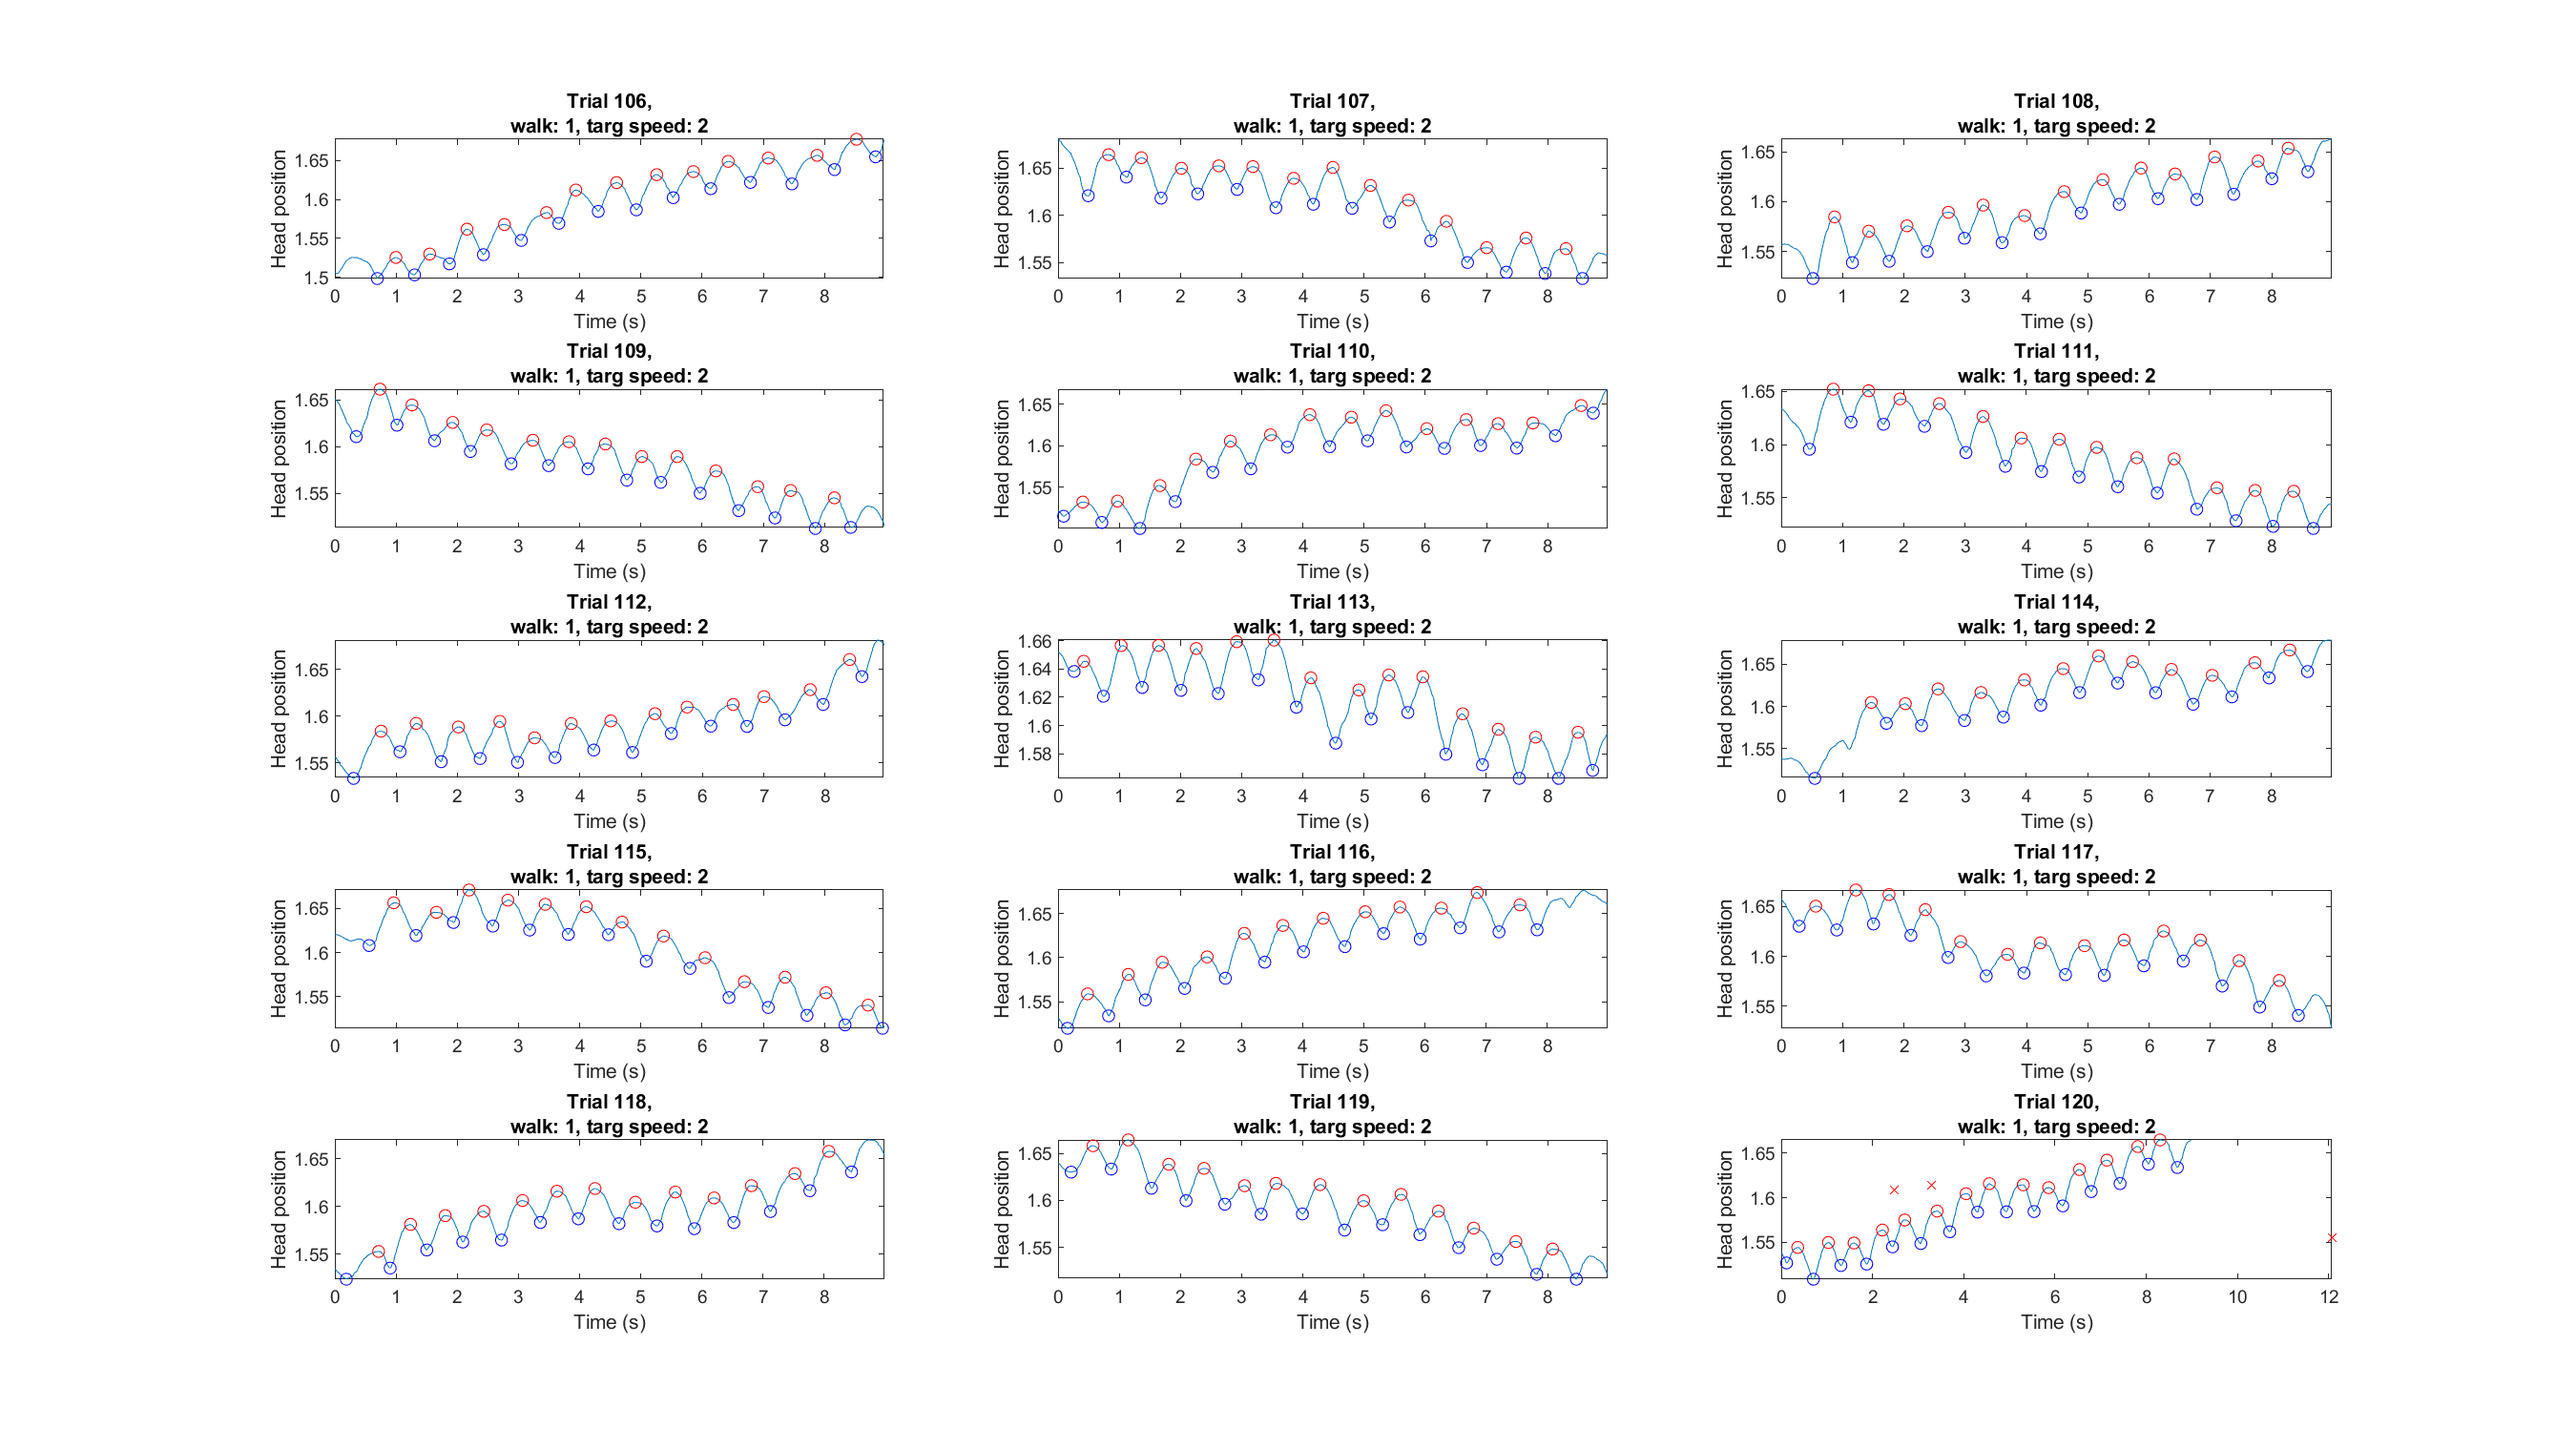 Trial 106,
walk: 1, targ speed: 2
Head position
1.65
1.6
1.55
1.5
0 1 2 3 4 5 6 7 8
Time (s)
Trial 107,
walk: 1, targ speed: 2
Head position
1.65
1.6
1.55
0 1 2 3 4 5 6 7 8
Time (s)
Trial 108,
walk: 1, targ speed: 2
Head position
1.65
1.6
1.55
0 1 2 3 4 5 6 7 8
Time (s)
Trial 109,
walk: 1, targ speed: 2
Head position
1.65
1.6
1.55
0 1 2 3 4 5 6 7 8
Time (s)
Trial 110,
walk: 1, targ speed: 2
Head position
1.65
1.6
1.55
0 1 2 3 4 5 6 7 8
Time (s)
Trial 111,
walk: 1, targ speed: 2
Head position
1.65
1.6
1.55
0 1 2 3 4 5 6 7 8
Time (s)
Trial 112,
walk: 1, targ speed: 2
Head position
1.65
1.6
1.55
0 1 2 3 4 5 6 7 8
Time (s)
Trial 113,
walk: 1, targ speed: 2
Head position
1.66
1.64
1.62
1.6
1.58
0 1 2 3 4 5 6 7 8
Time (s)
Trial 114,
walk: 1, targ speed: 2
Head position
1.65
1.6
1.55
0 1 2 3 4 5 6 7 8
Time (s)
Trial 115,
walk: 1, targ speed: 2
Head position
1.65
1.6
1.55
0 1 2 3 4 5 6 7 8
Time (s)
Trial 116,
walk: 1, targ speed: 2
Head position
1.65
1.6
1.55
0 1 2 3 4 5 6 7 8
Time (s)
Trial 117,
walk: 1, targ speed: 2
Head position
1.65
1.6
1.55
0 1 2 3 4 5 6 7 8
Time (s)
Trial 118,
walk: 1, targ speed: 2
Head position
1.65
1.6
1.55
0 1 2 3 4 5 6 7 8
Time (s)
Trial 119,
walk: 1, targ speed: 2
Head position
1.65
1.6
1.55
0 1 2 3 4 5 6 7 8
Time (s)
Trial 120,
walk: 1, targ speed: 2
Head position
1.65
1.6
1.55
0 2 4 6 8 10 12
Time (s)